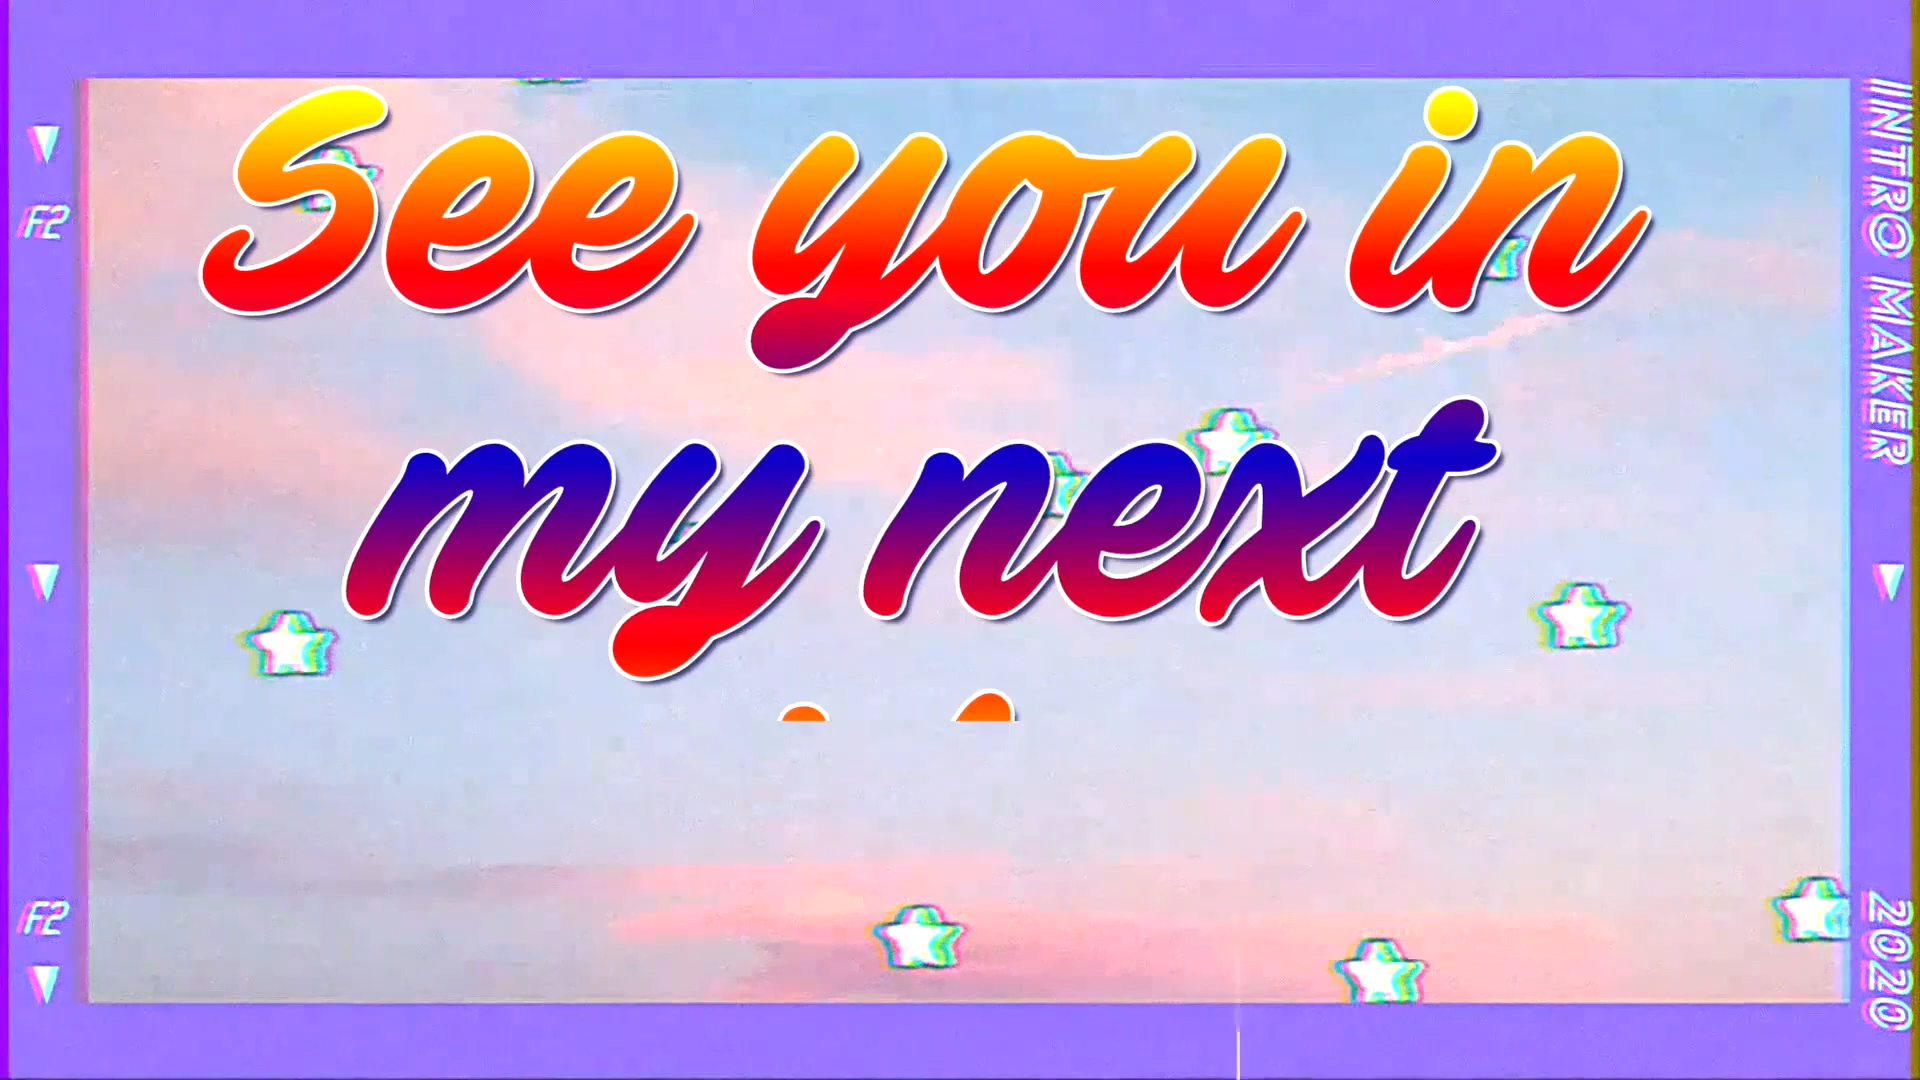 See you in
my next
F2
F2
INTRO MAKER
2020